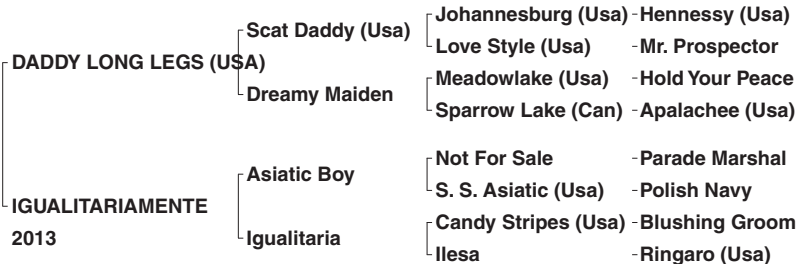 Johannesburg (Usa) - Hennessy (Usa)
Scat Daddy (Usa)
Love Style (Usa) - Mr. Prospector
DADDY LONG LEGS (USA)
Meadowlake (Usa) - Hold Your Peace
Dreamy Maiden
Sparrow Lake (Can) - Apalachee (Usa)
Not For Sale - Parade Marshal
Asiatic Boy
S. S. Asiatic (Usa) - Polish Navy
IGUALITARIAMENTE
Candy Stripes (Usa) - Blushing Groom
2013
Igualitaria
Ilesa - Ringaro (Usa)